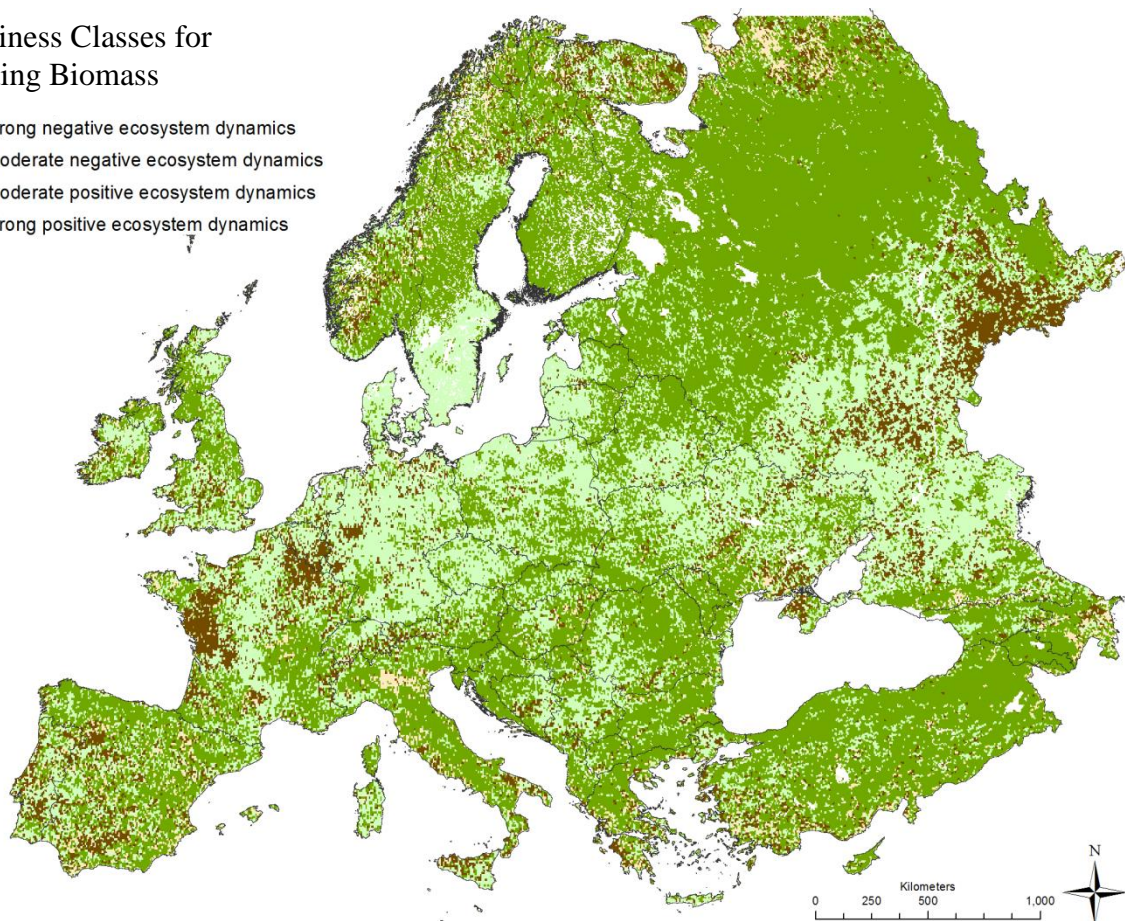 iness Classes for
ing Biomass
rong negative ecosystem dynamics
oderate negative ecosystem dynamics
oderate positive ecosystem dynamics
rong positive ecosystem dynamics
N
Kilometers
0 250 500 1,000